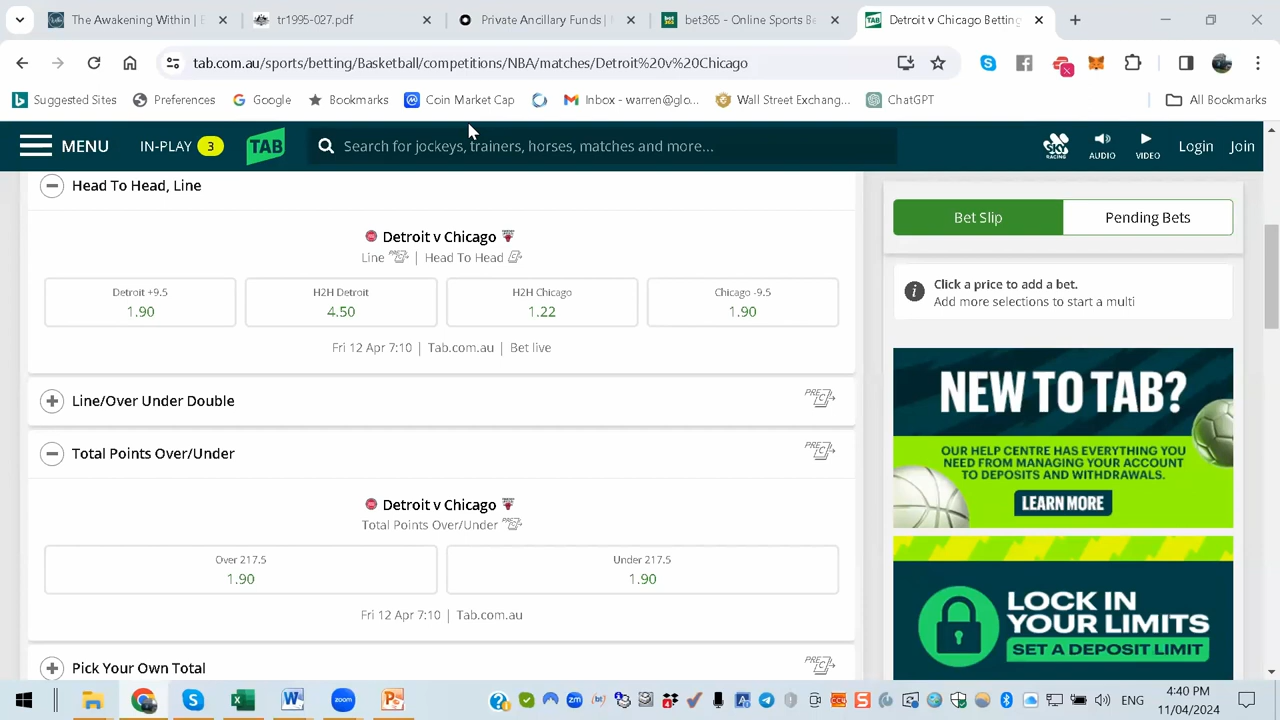 The Awakening Within | E
tr1995-027.pdf
Private Ancillary Funds |
bet365 - Online Sports Be
Detroit v Chicago Betting
tab.com.au/sports/betting/Basketball/competitions/NBA/matches/Detroit%20v%20Chicago
Suggested Sites
Preferences
Google
Bookmarks
Coin Market Cap
Inbox - warren@glo...
Wall Street Exchang...
ChatGPT
All Bookmarks
MENU
IN-PLAY 3
TAB
Search for jockeys, trainers, horses, matches and more...
SKY RACING
AUDIO
VIDEO
Login
Join
Head To Head, Line
Detroit v Chicago
Line | Head To Head
Detroit +9.5
1.90
H2H Detroit
4.50
H2H Chicago
1.22
Chicago -9.5
1.90
Fri 12 Apr 7:10 | Tab.com.au | Bet live
Line/Over Under Double
Total Points Over/Under
Detroit v Chicago
Total Points Over/Under
Over 217.5
1.90
Under 217.5
1.90
Fri 12 Apr 7:10 | Tab.com.au
Pick Your Own Total
Bet Slip
Pending Bets
Click a price to add a bet.
Add more selections to start a multi
NEW TO TAB?
OUR HELP CENTRE HAS EVERYTHING YOU
NEED FROM MANAGING YOUR ACCOUNT
TO DEPOSITS AND WITHDRAWALS.
LEARN MORE
LOCK IN
YOUR LIMITS
SET A DEPOSIT LIMIT
ENG
4:40 PM
11/04/2024